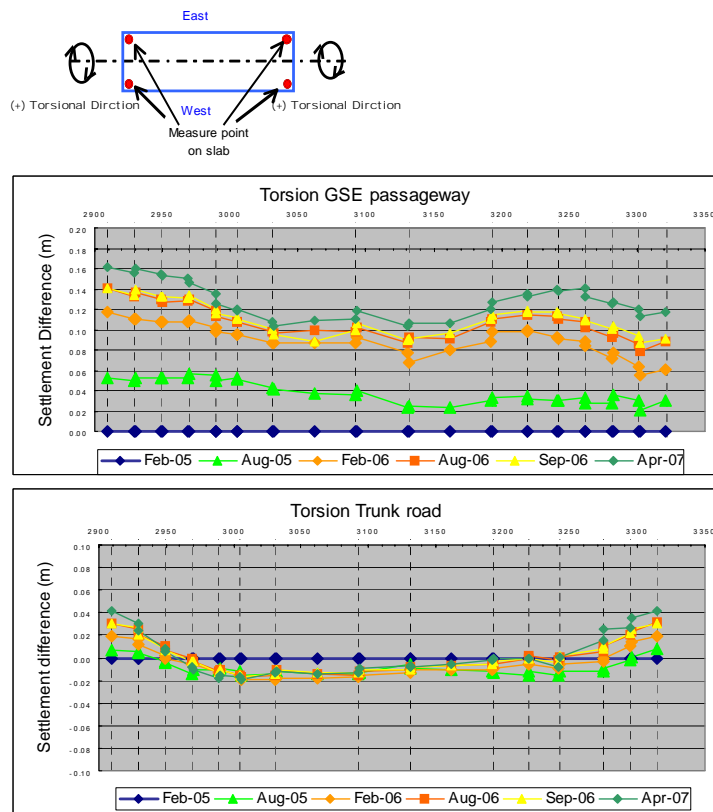 East
(+) Torsional Dirction
West
(+) Torsional Dirction
Measure point
on slab
Torsion GSE passageway
2900 2950 3000 3050 3100 3150 3200 3250 3300 3350
Settlement Difference (m)
0.20
0.18
0.16
0.14
0.12
0.10
0.08
0.06
0.04
0.02
0.00
Feb-05 Aug-05 Feb-06 Aug-06 Sep-06 Apr-07
Torsion Trunk road
2900 2950 3000 3050 3100 3150 3200 3250 3300 3350
Settlement difference (m)
0.10
0.08
0.06
0.04
0.02
0.00
-0.02
-0.04
-0.06
-0.08
-0.10
Feb-05 Aug-05 Feb-06 Aug-06 Sep-06 Apr-07